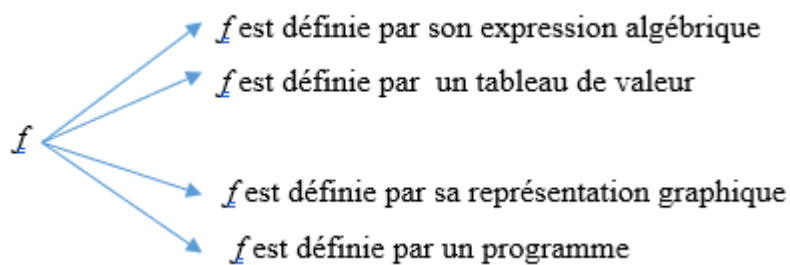 f est définie par son expression algébrique
f est définie par un tableau de valeur
f
f est définie par sa représentation graphique
f est définie par un programme